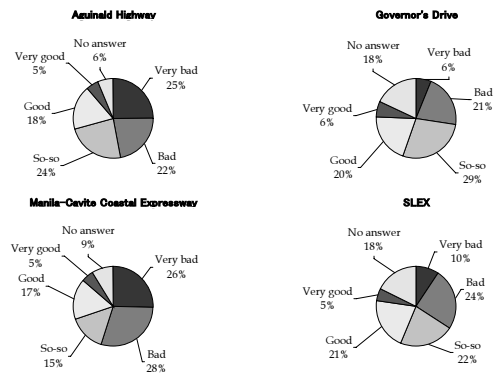 Aguinald Highway
No answer
6%
Very good
5%
Very bad
25%
Good
18%
So-so
24%
Bad
22%
Governor's Drive
No answer
18%
Very bad
6%
Bad
21%
Very good
6%
Good
20%
So-so
29%
Manila-Cavite Coastal Expressway
No answer
9%
Very good
5%
Very bad
26%
Good
17%
So-so
15%
Bad
28%
SLEX
No answer
18%
Very bad
10%
Bad
24%
Very good
5%
Good
21%
So-so
22%